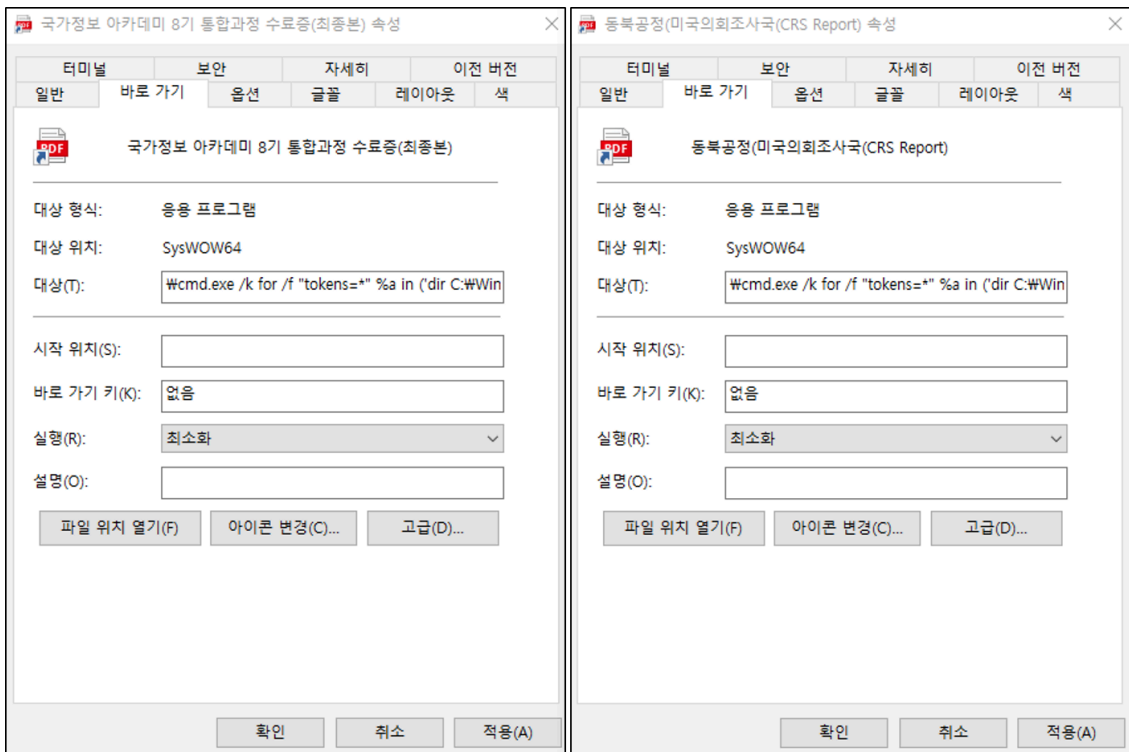 국가정보 아카데미 8기 통합과정 수료증(최종본) 속성
터미널 보안 자세히 이전 버전
일반 바로 가기 옵션 글꼴 레이아웃 색
PDF
국가정보 아카데미 8기 통합과정 수료증(최종본)
대상 형식: 응용 프로그램
대상 위치: SysWOW64
대상(T): ₩cmd.exe /k for /f "tokens=*" %a in ('dir C:₩Win
시작 위치(S):
바로 가기 키(K): 없음
실행(R): 최소화
설명(O):
파일 위치 열기(F) 아이콘 변경(C)... 고급(D)...
확인 취소 적용(A)
동북공정(미국의회조사국(CRS Report) 속성
터미널 보안 자세히 이전 버전
일반 바로 가기 옵션 글꼴 레이아웃 색
PDF
동북공정(미국의회조사국(CRS Report)
대상 형식: 응용 프로그램
대상 위치: SysWOW64
대상(T): ₩cmd.exe /k for /f "tokens=*" %a in ('dir C:₩Win
시작 위치(S):
바로 가기 키(K): 없음
실행(R): 최소화
설명(O):
파일 위치 열기(F) 아이콘 변경(C)... 고급(D)...
확인 취소 적용(A)